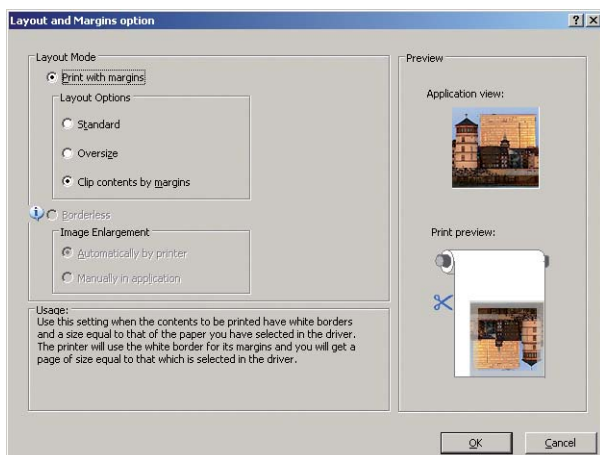 Layout and Margins option
Layout Mode
Print with margins
Layout Options
Standard
Oversize
Clip contents by margins
Borderless
Image Enlargement
Automatically by printer
Manually in application
Usage:
Use this setting when the contents to be printed have white borders
and a size equal to that of the paper you have selected in the driver.
The printer will use the white border for its margins and you will get a
page of size equal to that which is selected in the driver.
Preview
Application view:
Print preview:
OK
Cancel